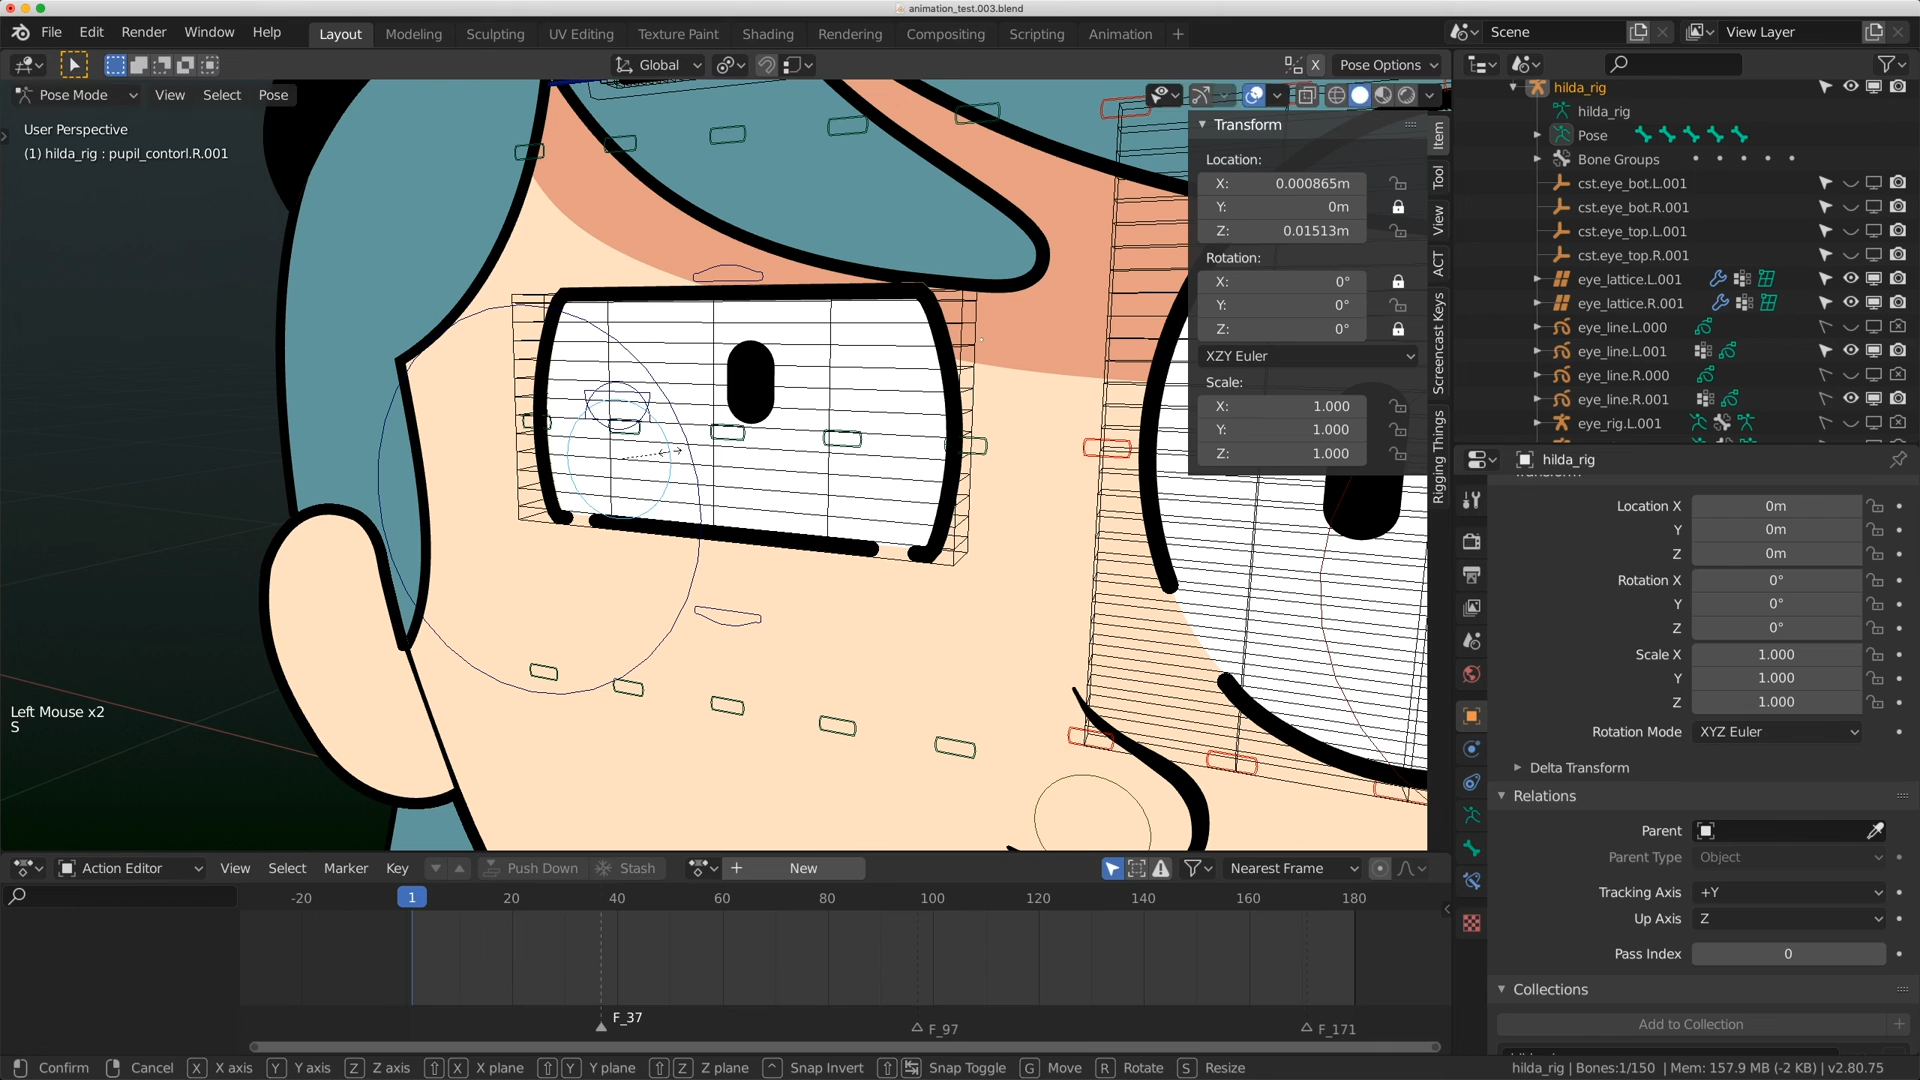 animation_test.003.blend
File Edit Render Window Help
Layout Modeling Sculpting UV Editing Texture Paint Shading Rendering Compositing Scripting Animation +
Scene
View Layer
Global
X
Pose Options
Pose Mode View Select Pose
User Perspective
(1) hilda_rig : pupil_contorl.R.001
Left Mouse x2
S
Transform
Location:
X: 0.000865m
Y: 0m
Z: 0.01513m
Rotation:
X: 0°
Y: 0°
Z: 0°
XZY Euler
Scale:
X: 1.000
Y: 1.000
Z: 1.000
Item
Tool
View
ACT
Screencast Keys
Rigging Things
hilda_rig
hilda_rig
Pose
Bone Groups
cst.eye_bot.L.001
cst.eye_bot.R.001
cst.eye_top.L.001
cst.eye_top.R.001
eye_lattice.L.001
eye_lattice.R.001
eye_line.L.000
eye_line.L.001
eye_line.R.000
eye_line.R.001
eye_rig.L.001
hilda_rig
Location X 0m
Y 0m
Z 0m
Rotation X 0°
Y 0°
Z 0°
Scale X 1.000
Y 1.000
Z 1.000
Rotation Mode XYZ Euler
Delta Transform
Relations
Parent
Parent Type Object
Tracking Axis +Y
Up Axis Z
Pass Index 0
Collections
Add to Collection +
Action Editor View Select Marker Key Push Down Stash + New Nearest Frame
-20 1 20 40 60 80 100 120 140 160 180
F_37 F_97 F_171
Confirm Cancel X X axis Y Y axis Z Z axis X X plane Y Y plane Z Z plane Snap Invert Snap Toggle G Move R Rotate S Resize
hilda_rig | Bones:1/150 | Mem: 157.9 MB (-2 KB) | v2.80.75